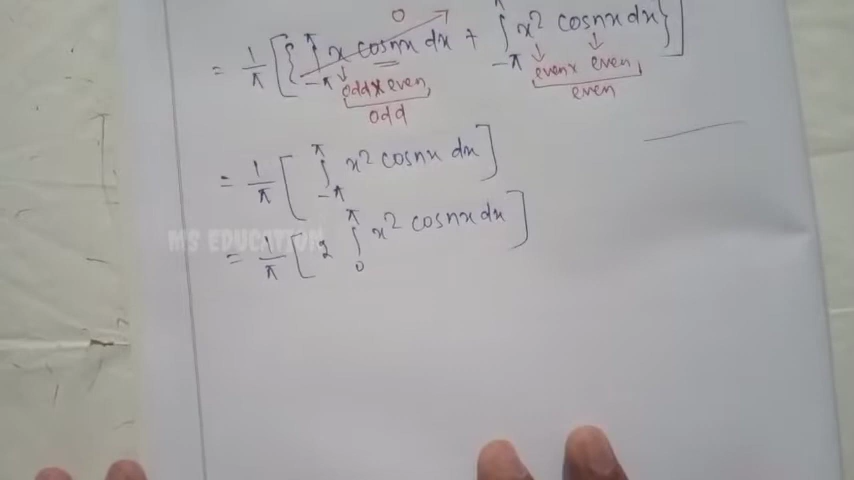 = 1/π [ { ∫_{-π}^{π} x cosnx dx 0 + ∫_{-π}^{π} x² cosnx dx } ]
odd x even even x even
odd even
= 1/π [ ∫_{-π}^{π} x² cosnx dx ]
= 1/π [ 2 ∫_{0}^{π} x² cosnx dx ]
MS EDUCATION